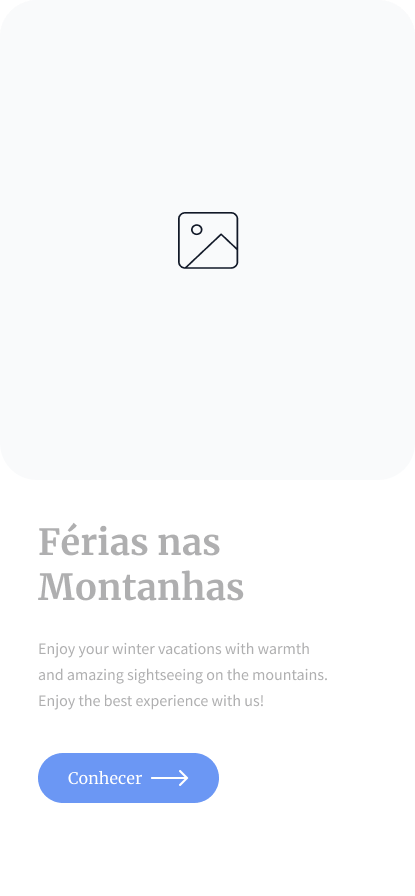 Férias nas
Montanhas
Enjoy your winter vacations with warmth
and amazing sightseeing on the mountains.
Enjoy the best experience with us!
Conhecer